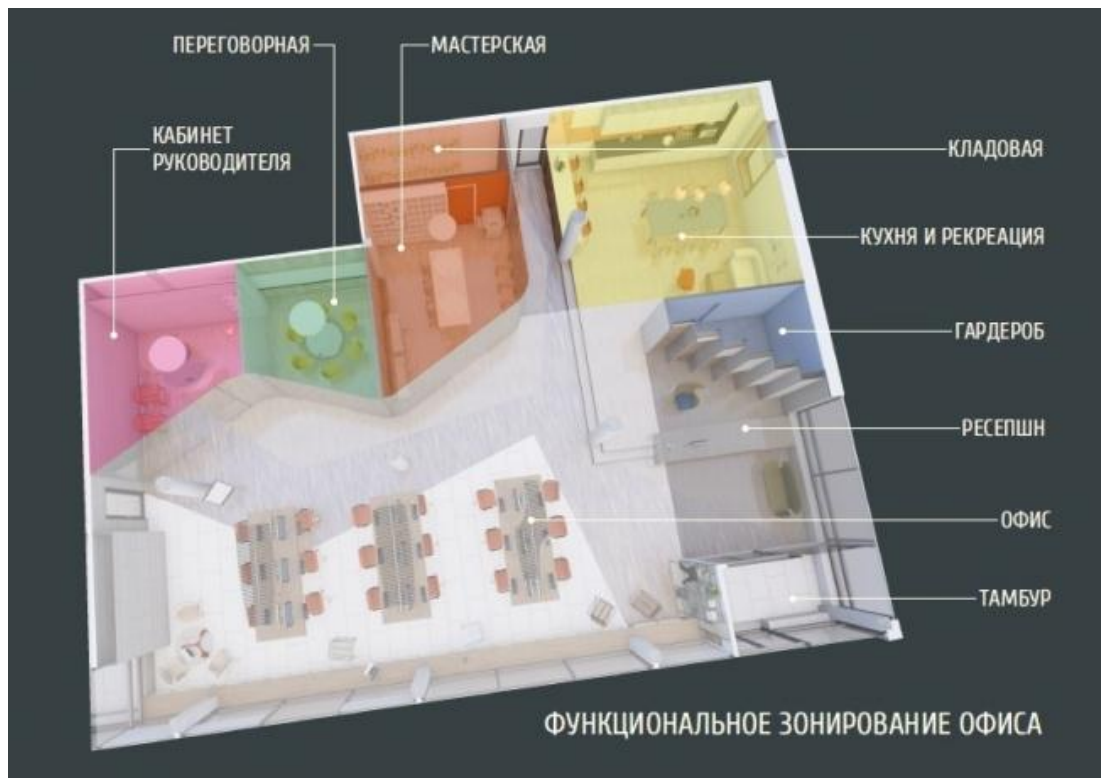 ПЕРЕГОВОРНАЯ
МАСТЕРСКАЯ
КАБИНЕТ
РУКОВОДИТЕЛЯ
КЛАДОВАЯ
КУХНЯ И РЕКРЕАЦИЯ
ГАРДЕРОБ
РЕСЕПШН
ОФИС
ТАМБУР
ФУНКЦИОНАЛЬНОЕ ЗОНИРОВАНИЕ ОФИСА